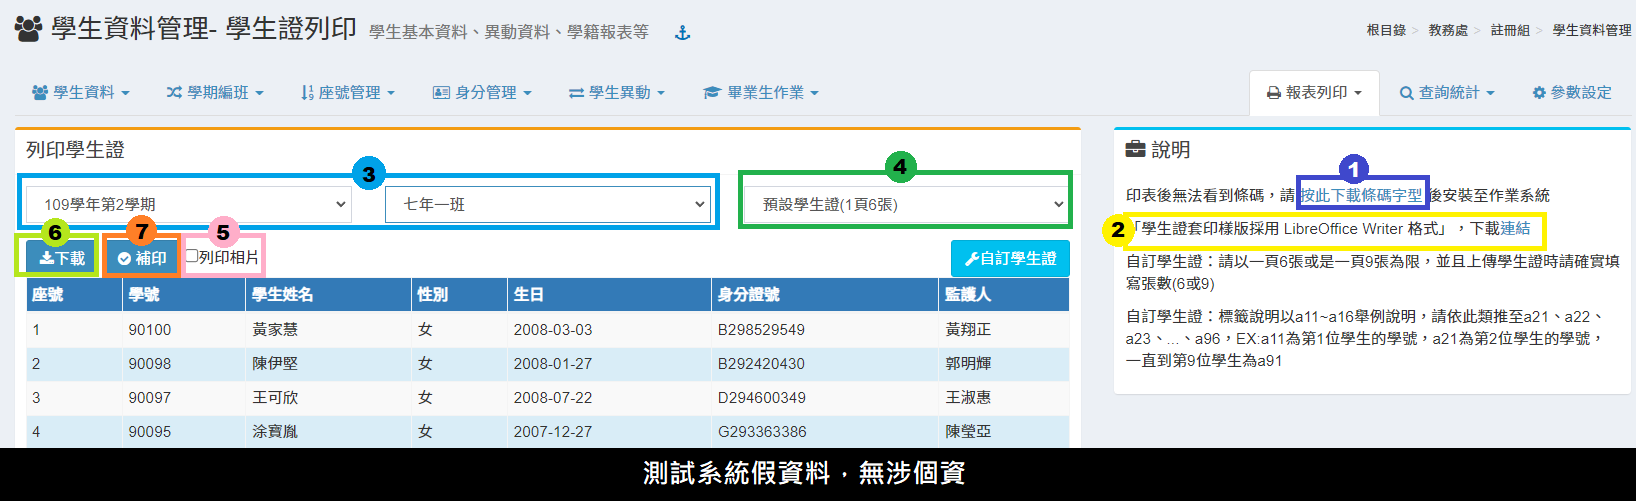 學生資料管理- 學生證列印 學生基本資料、異動資料、學籍報表等
根目錄 > 教務處 > 註冊組 > 學生資料管理
學生資料 學期編班 座號管理 身分管理 學生異動 畢業生作業 報表列印 查詢統計 參數設定
列印學生證
3
4
109學年第2學期 七年一班 預設學生證(1頁6張)
6 7 5
下載 補印 列印相片 自訂學生證
座號 學號 學生姓名 性別 生日 身分證號 監護人
1 90100 黃家慧 女 2008-03-03 B298529549 黃翔正
2 90098 陳伊堅 女 2008-01-27 B292420430 郭明輝
3 90097 王可欣 女 2008-07-22 D294600349 王淑惠
4 90095 涂寶胤 女 2007-12-27 G293363386 陳瑩亞
說明
1
印表後無法看到條碼，請 按此下載條碼字型 後安裝至作業系統
2
「學生證套印樣版採用 LibreOffice Writer 格式」，下載連結
自訂學生證：請以一頁6張或是一頁9張為限，並且上傳學生證時請確實填
寫張數(6或9)
自訂學生證：標籤說明以a11~a16舉例說明，請依此類推至a21、a22、
a23、...、a96，EX:a11為第1位學生的學號，a21為第2位學生的學號，
一直到第9位學生為a91
測試系統假資料，無涉個資